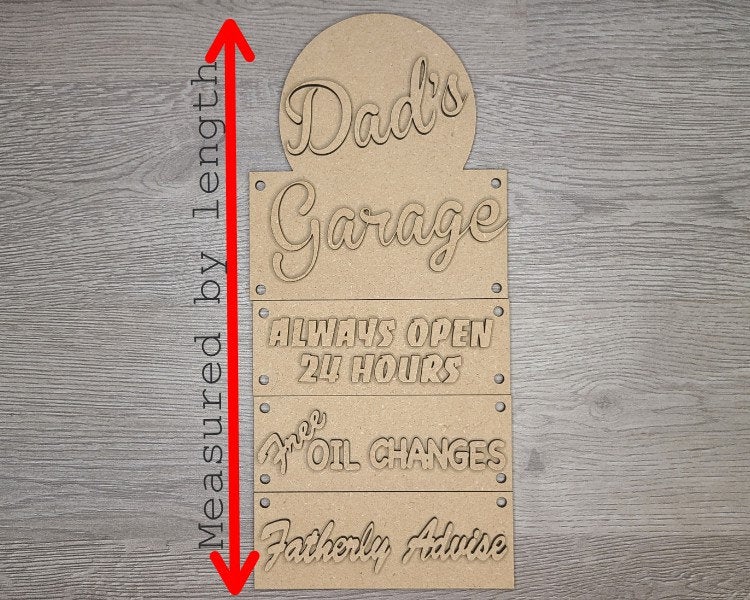 Measured by length
Dad's
Garage
ALWAYS OPEN
24 HOURS
Free OIL CHANGES
Fatherly Advise